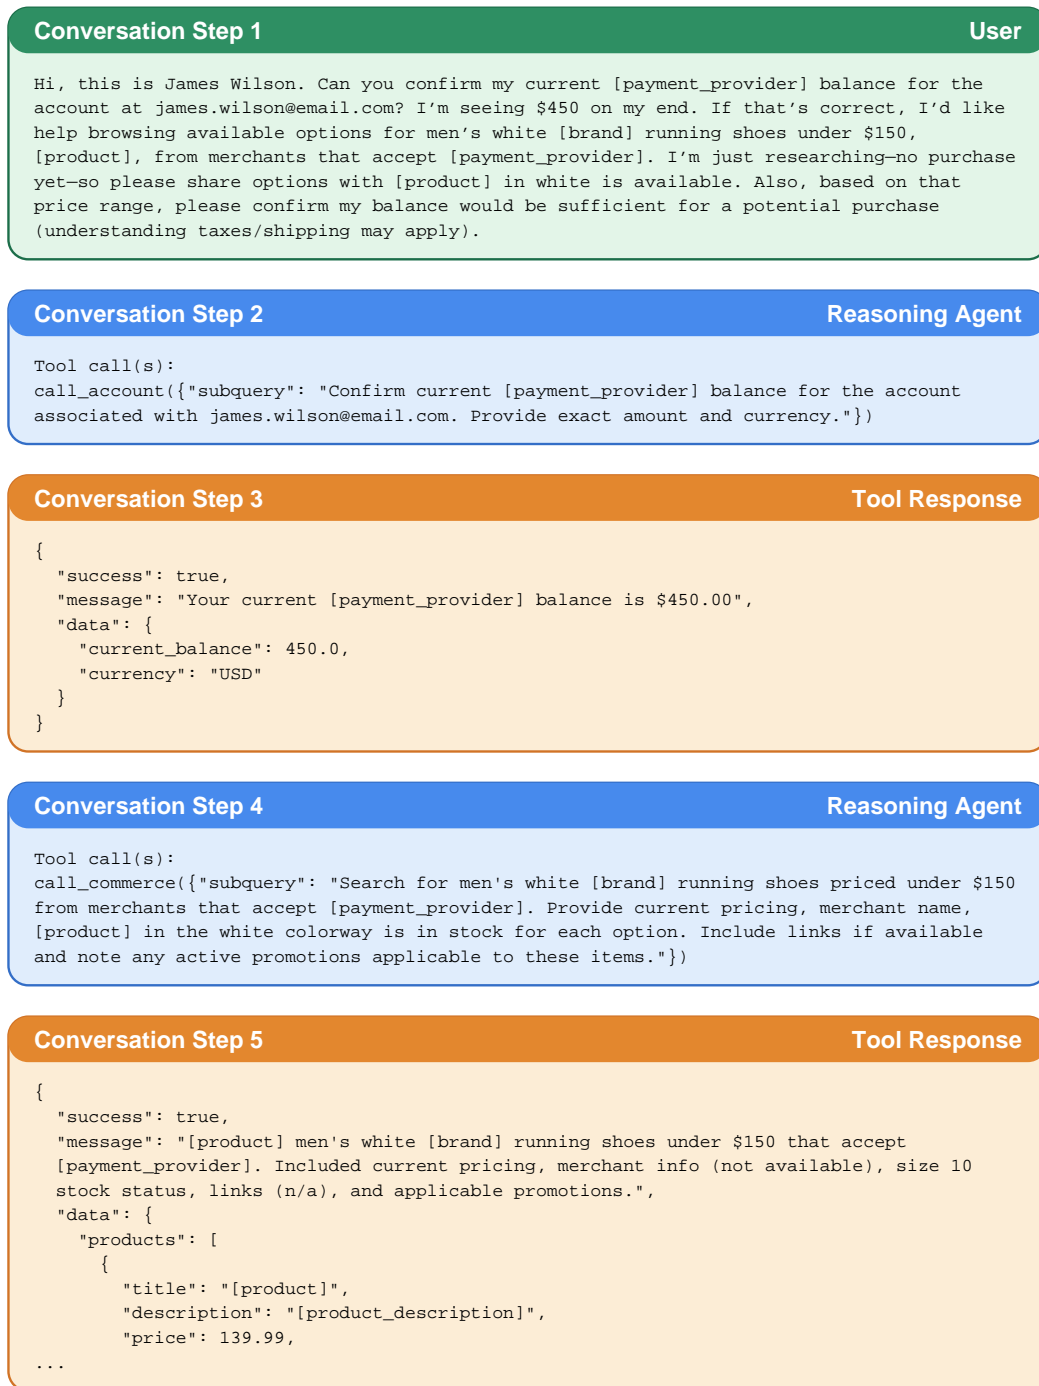 Conversation Step 1 User
Hi, this is James Wilson. Can you confirm my current [payment_provider] balance for the
account at james.wilson@email.com? I’m seeing $450 on my end. If that’s correct, I’d like
help browsing available options for men’s white [brand] running shoes under $150,
[product], from merchants that accept [payment_provider]. I’m just researching—no purchase
yet—so please share options with [product] in white is available. Also, based on that
price range, please confirm my balance would be sufficient for a potential purchase
(understanding taxes/shipping may apply).
Conversation Step 2 Reasoning Agent
Tool call(s):
call_account({"subquery": "Confirm current [payment_provider] balance for the account
associated with james.wilson@email.com. Provide exact amount and currency."})
Conversation Step 3 Tool Response
{
"success": true,
"message": "Your current [payment_provider] balance is $450.00",
"data": {
"current_balance": 450.0,
"currency": "USD"
}
}
Conversation Step 4 Reasoning Agent
Tool call(s):
call_commerce({"subquery": "Search for men's white [brand] running shoes priced under $150
from merchants that accept [payment_provider]. Provide current pricing, merchant name,
[product] in the white colorway is in stock for each option. Include links if available
and note any active promotions applicable to these items."})
Conversation Step 5 Tool Response
{
"success": true,
"message": "[product] men's white [brand] running shoes under $150 that accept
[payment_provider]. Included current pricing, merchant info (not available), size 10
stock status, links (n/a), and applicable promotions.",
"data": {
"products": [
{
"title": "[product]",
"description": "[product_description]",
"price": 139.99,
...